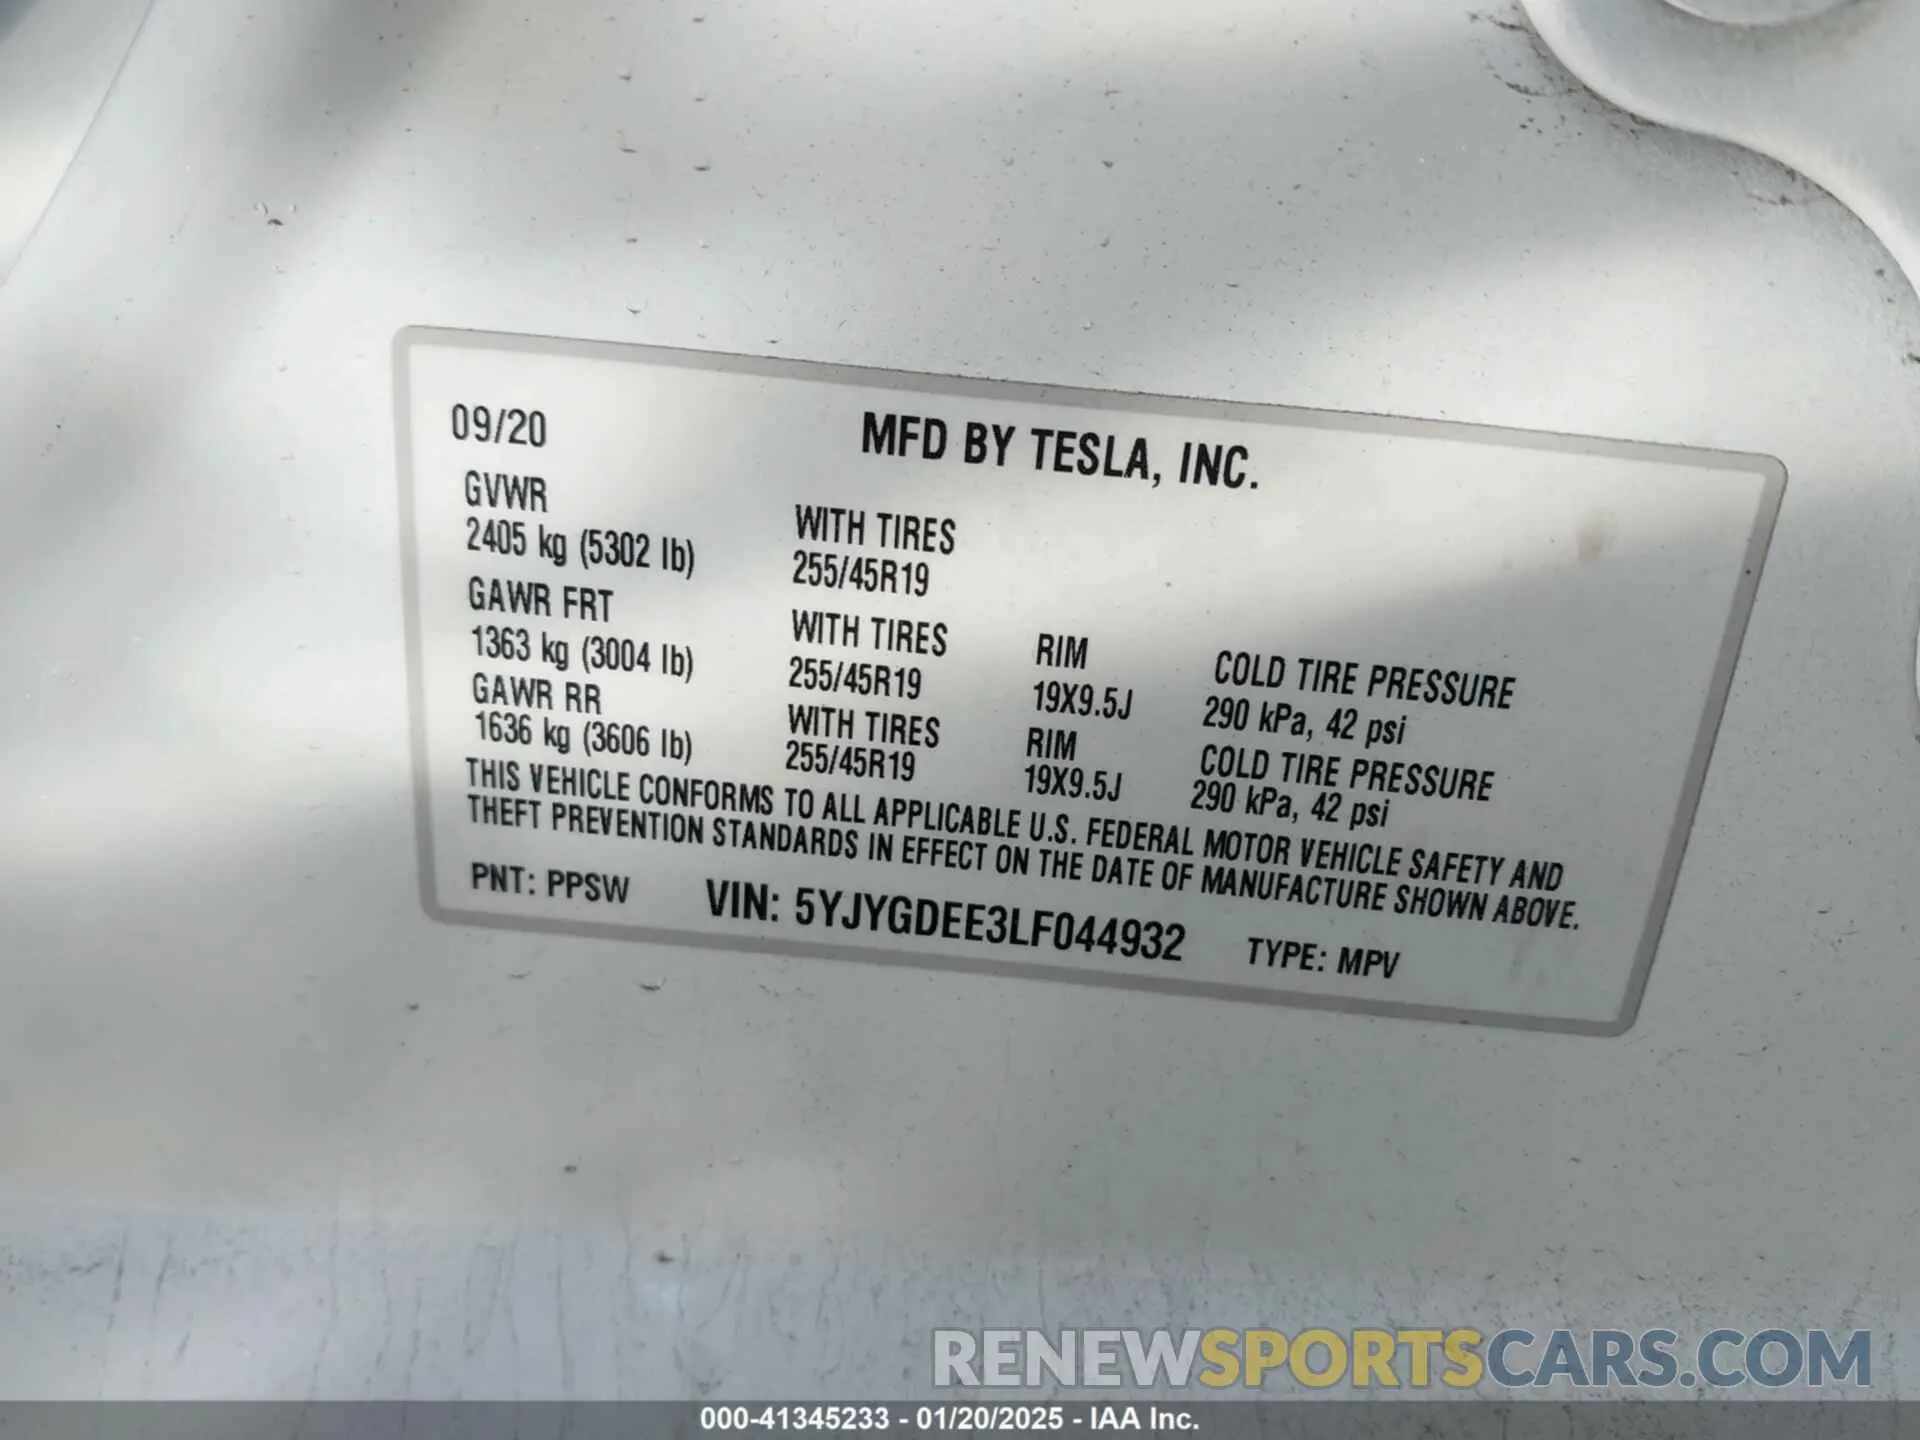 09/20
MFD BY TESLA, INC.
GVWR
2405 kg (5302 lb)
WITH TIRES
255/45R19
GAWR FRT
1363 kg (3004 lb)
WITH TIRES
255/45R19
RIM
19X9.5J
COLD TIRE PRESSURE
290 kPa, 42 psi
GAWR RR
1636 kg (3606 lb)
WITH TIRES
255/45R19
RIM
19X9.5J
COLD TIRE PRESSURE
290 kPa, 42 psi
THIS VEHICLE CONFORMS TO ALL APPLICABLE U.S. FEDERAL MOTOR VEHICLE SAFETY AND
THEFT PREVENTION STANDARDS IN EFFECT ON THE DATE OF MANUFACTURE SHOWN ABOVE.
PNT: PPSW VIN: 5YJYGDEE3LF044932 TYPE: MPV
RENEWSPORTSCARS.COM
000-41345233 - 01/20/2025 - IAA Inc.